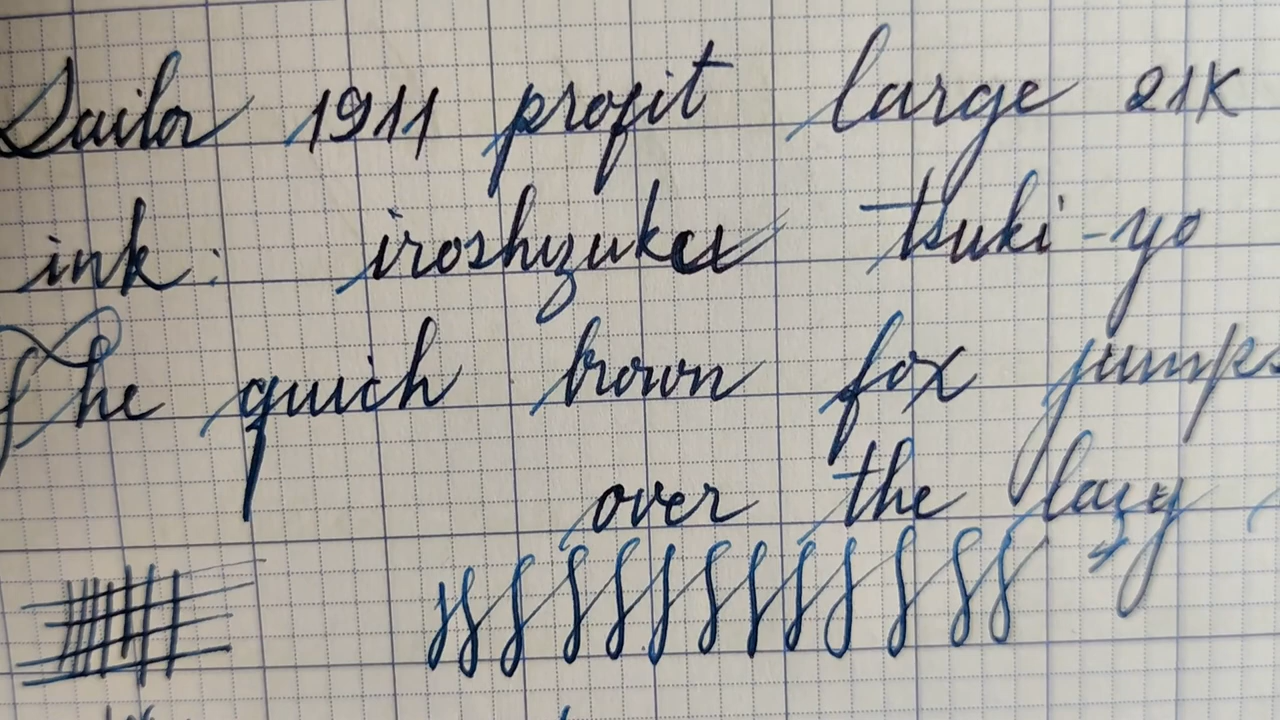 Sailor 1911 profit large 21K
ink: iroshizuku tsuki-yo
The quick brown fox jumps
over the lazy